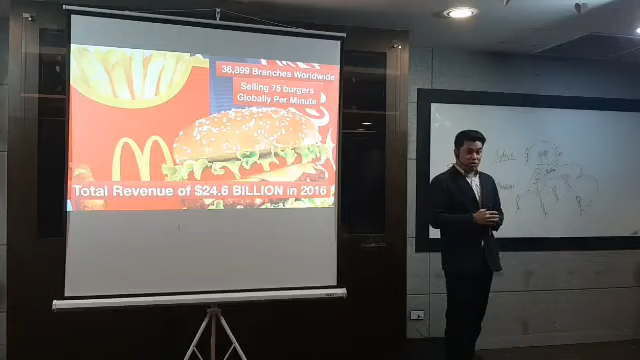 36,899 Branches Worldwide
Selling 75 burgers
Globally Per Minute
Total Revenue of $24.6 BILLION in 2016